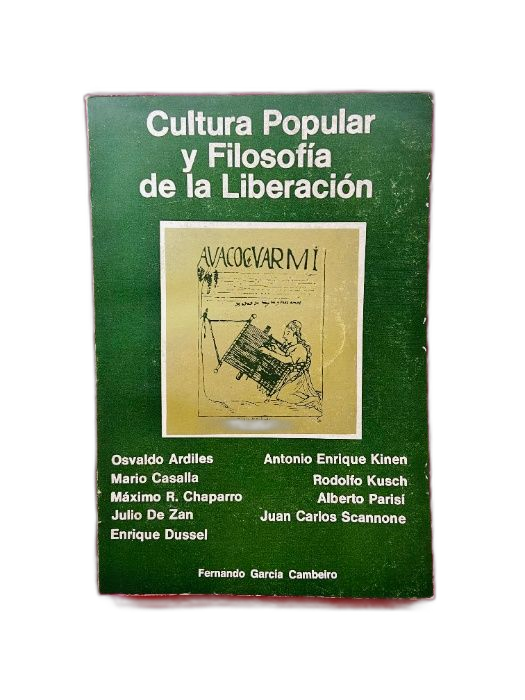 Cultura Popular
y Filosofía
de la Liberación
AVACOCVARMI
Osvaldo Ardiles
Mario Casalla
Máximo R. Chaparro
Julio De Zan
Enrique Dussel
Antonio Enrique Kinen
Rodolfo Kusch
Alberto Parisí
Juan Carlos Scannone
Fernando García Cambeiro